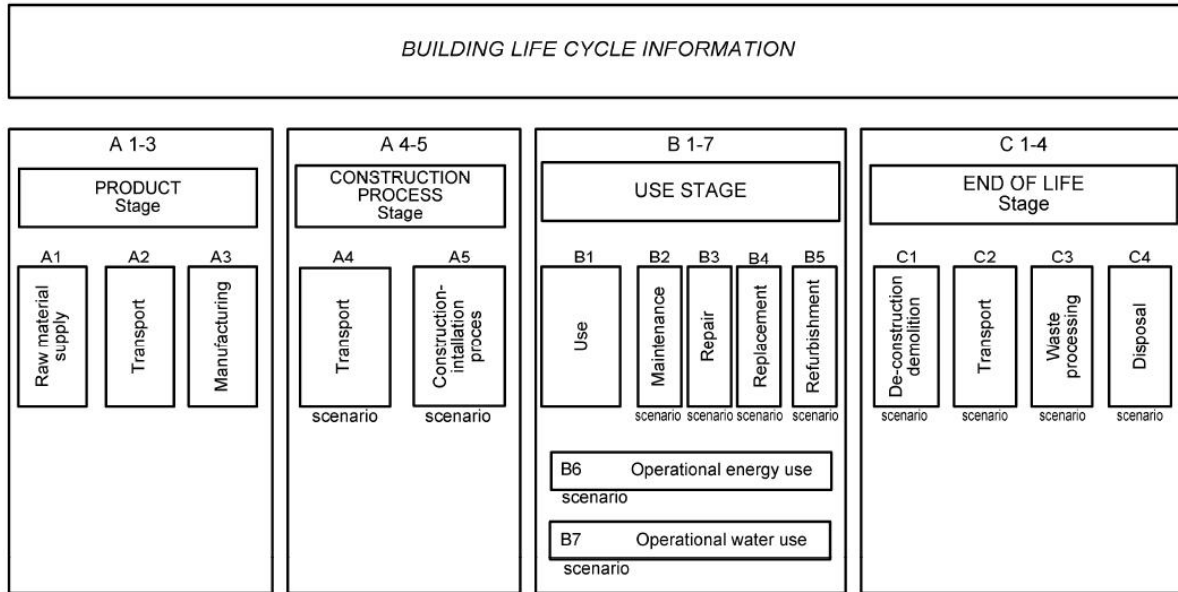 BUILDING LIFE CYCLE INFORMATION
A 1-3
PRODUCT
Stage
A1
Raw material
supply
A2
Transport
A3
Manufacturing
A 4-5
CONSTRUCTION
PROCESS
Stage
A4
Transport
scenario
A5
Construction-
intallation
proces
scenario
B 1-7
USE STAGE
B1
Use
B2
Maintenance
scenario
B3
Repair
scenario
B4
Replacement
scenario
B5
Refurbishment
scenario
B6 Operational energy use
scenario
B7 Operational water use
scenario
C 1-4
END OF LIFE
Stage
C1
De-construction
demolition
scenario
C2
Transport
scenario
C3
Waste
processing
scenario
C4
Disposal
scenario